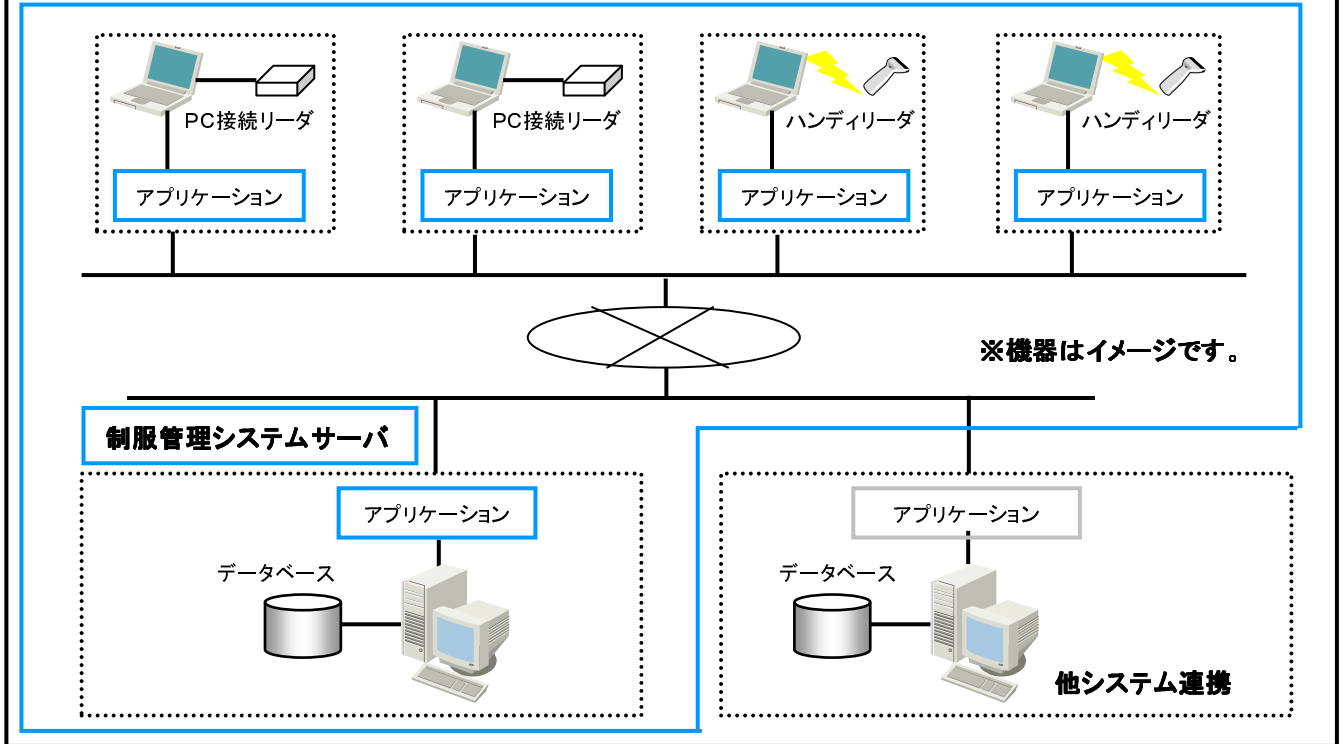 PC接続リーダ
PC接続リーダ
ハンディリーダ
ハンディリーダ
アプリケーション
アプリケーション
アプリケーション
アプリケーション
※機器はイメージです。
制服管理システムサーバ
アプリケーション
アプリケーション
データベース
データベース
他システム連携